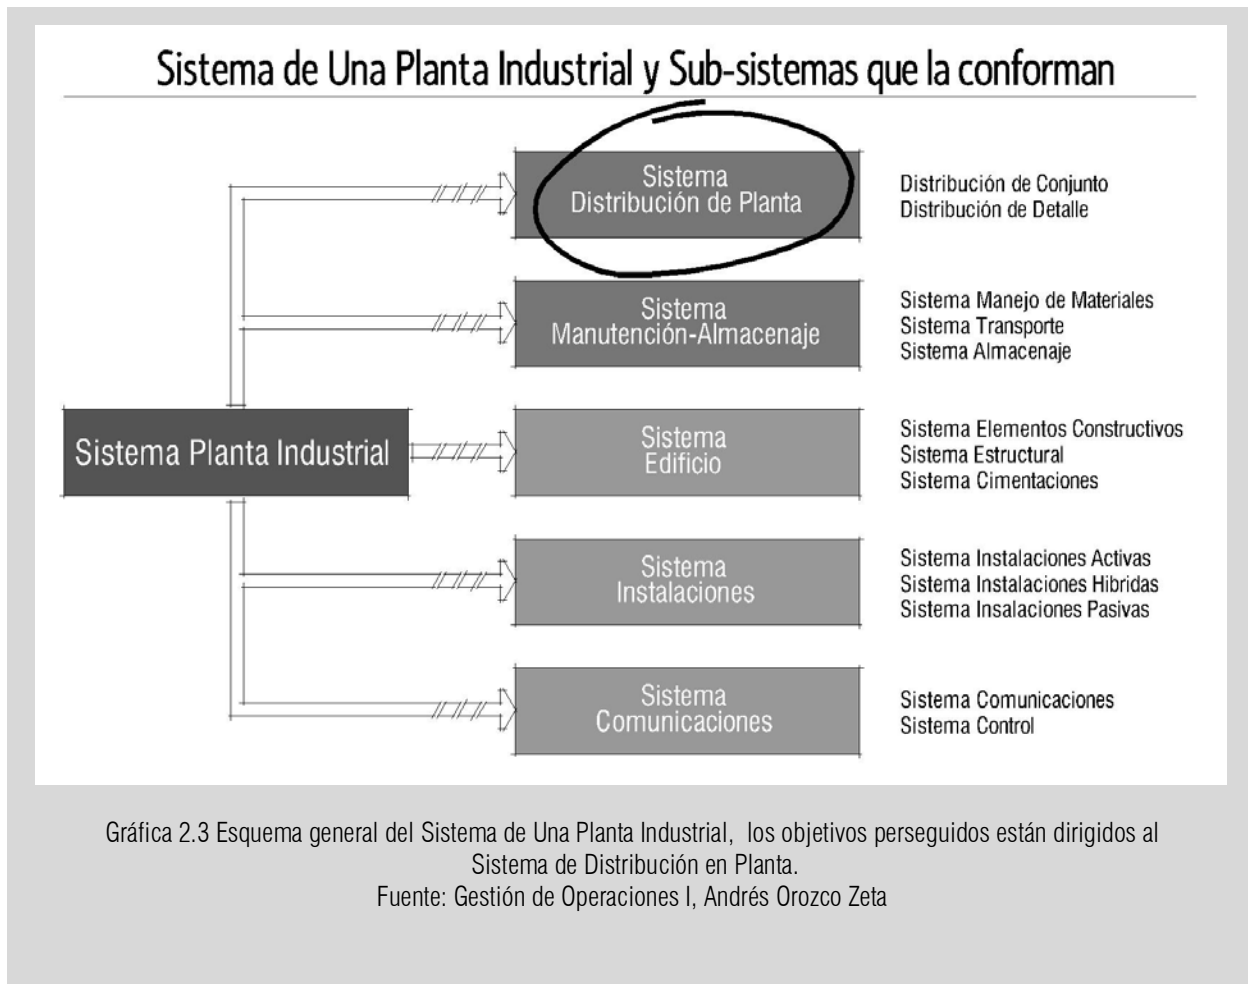 Sistema de Una Planta Industrial y Sub-sistemas que la conforman
Sistema
Distribución de Planta
Distribución de Conjunto
Distribución de Detalle
Sistema
Manutención-Almacenaje
Sistema Manejo de Materiales
Sistema Transporte
Sistema Almacenaje
Sistema Planta Industrial
Sistema
Edificio
Sistema Elementos Constructivos
Sistema Estructural
Sistema Cimentaciones
Sistema
Instalaciones
Sistema Instalaciones Activas
Sistema Instalaciones Hibridas
Sistema Insalaciones Pasivas
Sistema
Comunicaciones
Sistema Comunicaciones
Sistema Control
Gráfica 2.3 Esquema general del Sistema de Una Planta Industrial, los objetivos perseguidos están dirigidos al
Sistema de Distribución en Planta.
Fuente: Gestión de Operaciones I, Andrés Orozco Zeta